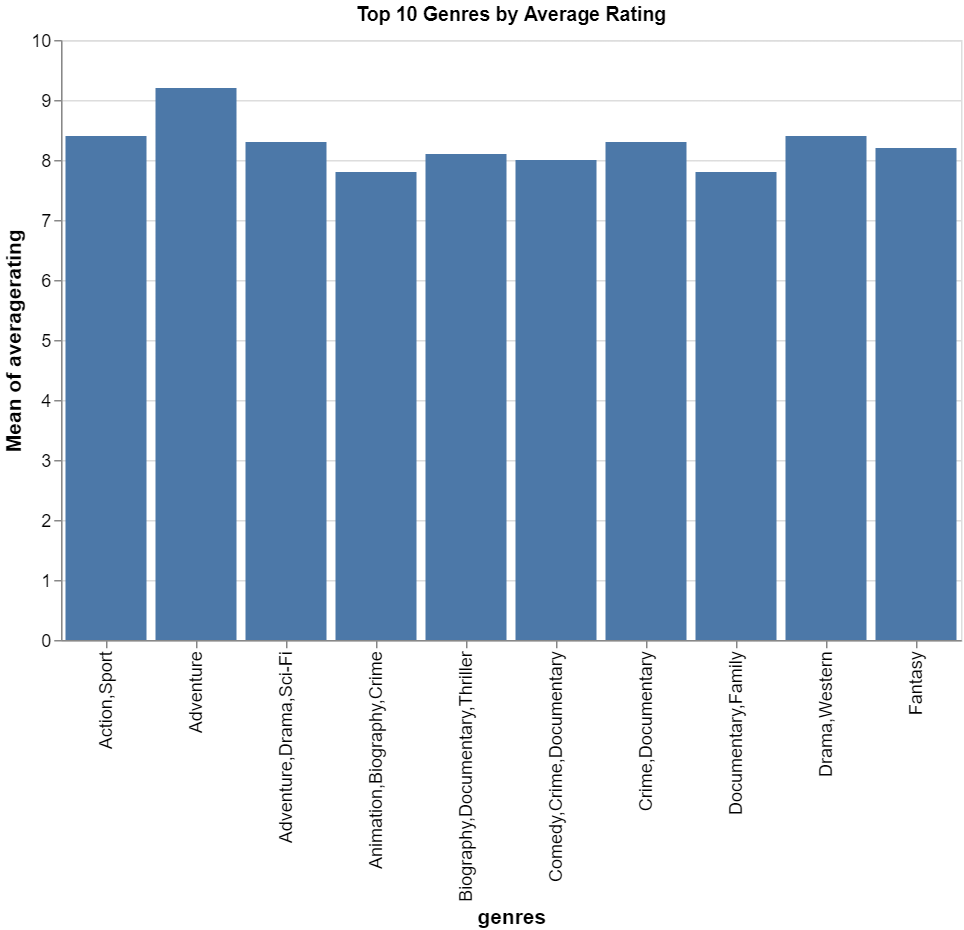 Top 10 Genres by Average Rating
10
9
8
7
6
5
4
3
2
1
0
Mean of averagerating
Action,Sport
Adventure
Adventure,Drama,Sci-Fi
Animation,Biography,Crime
Biography,Documentary,Thriller
Comedy,Crime,Documentary
Crime,Documentary
Documentary,Family
Drama,Western
Fantasy
genres